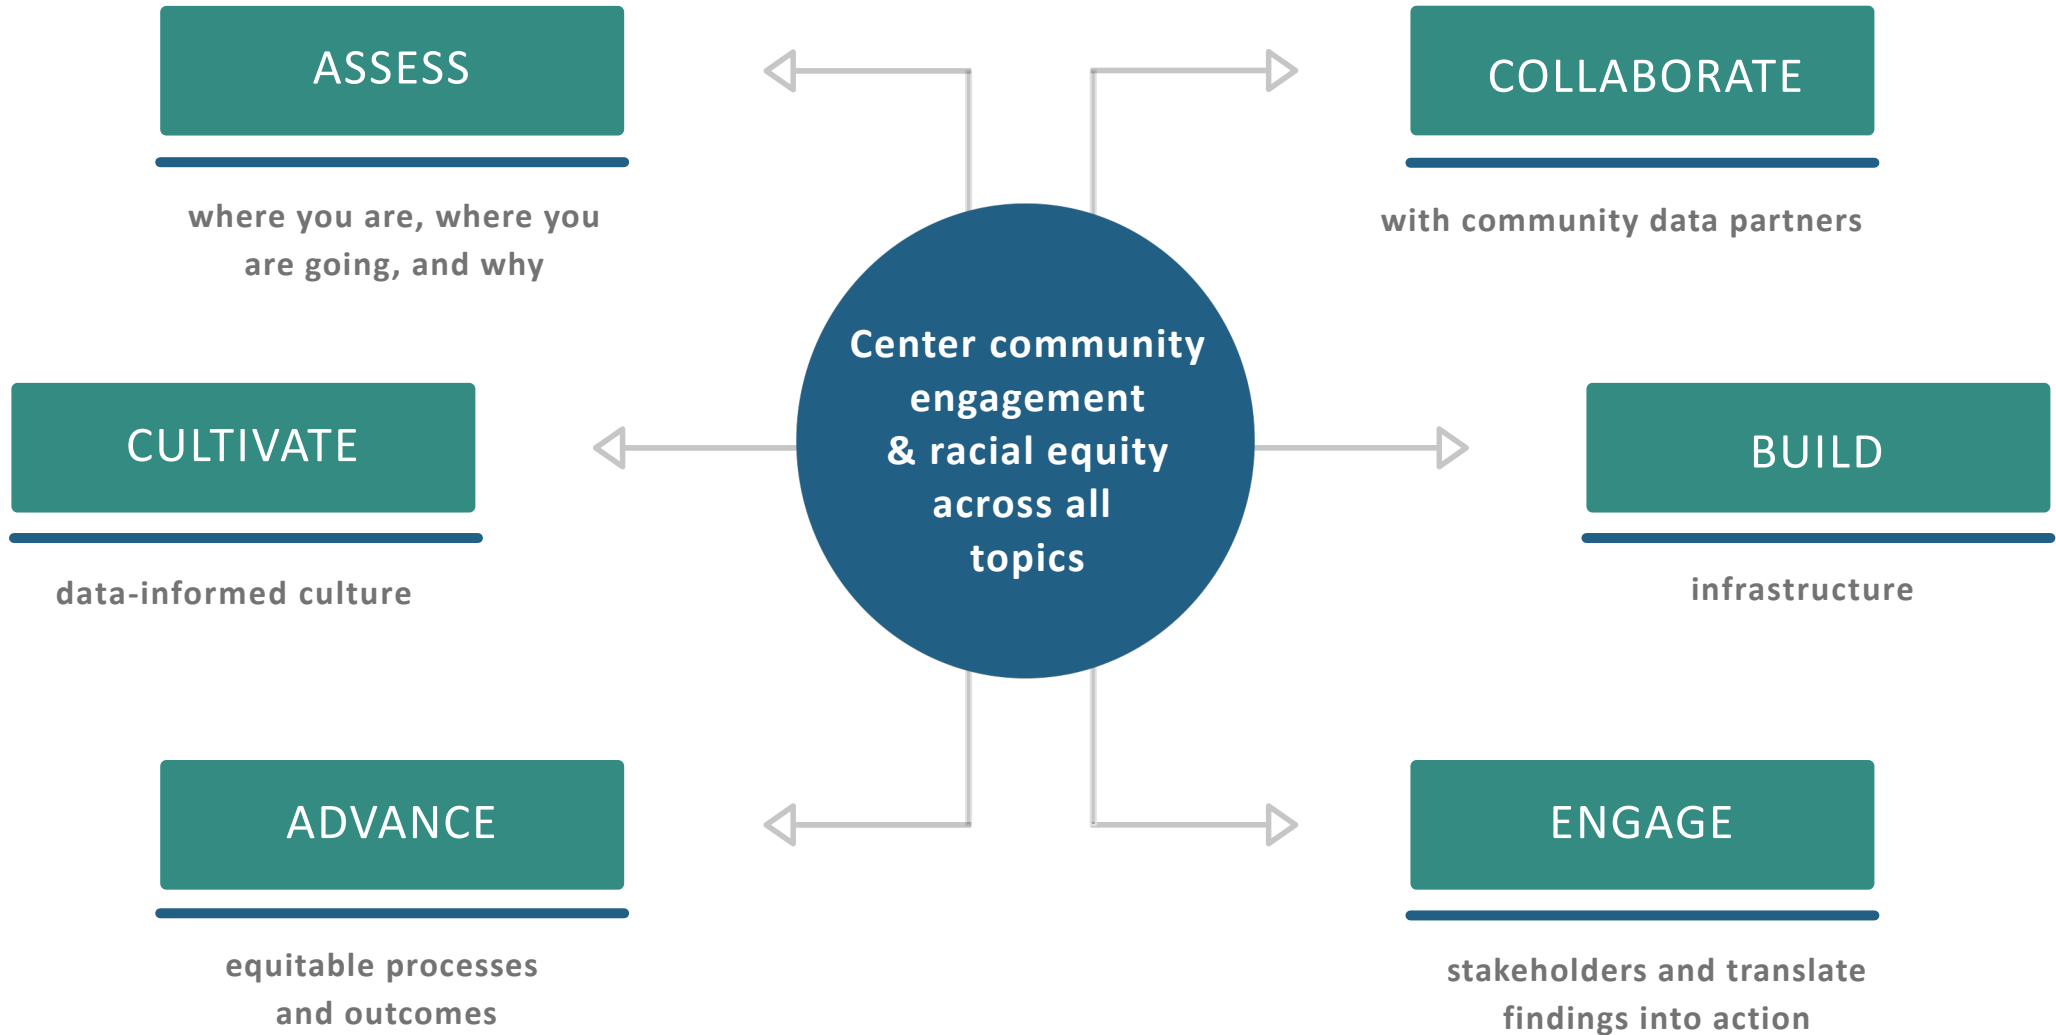 ASSESS
where you are, where you
are going, and why
COLLABORATE
with community data partners
Center community
engagement
& racial equity
across all
topics
CULTIVATE
data-informed culture
BUILD
infrastructure
ADVANCE
equitable processes
and outcomes
ENGAGE
stakeholders and translate
findings into action